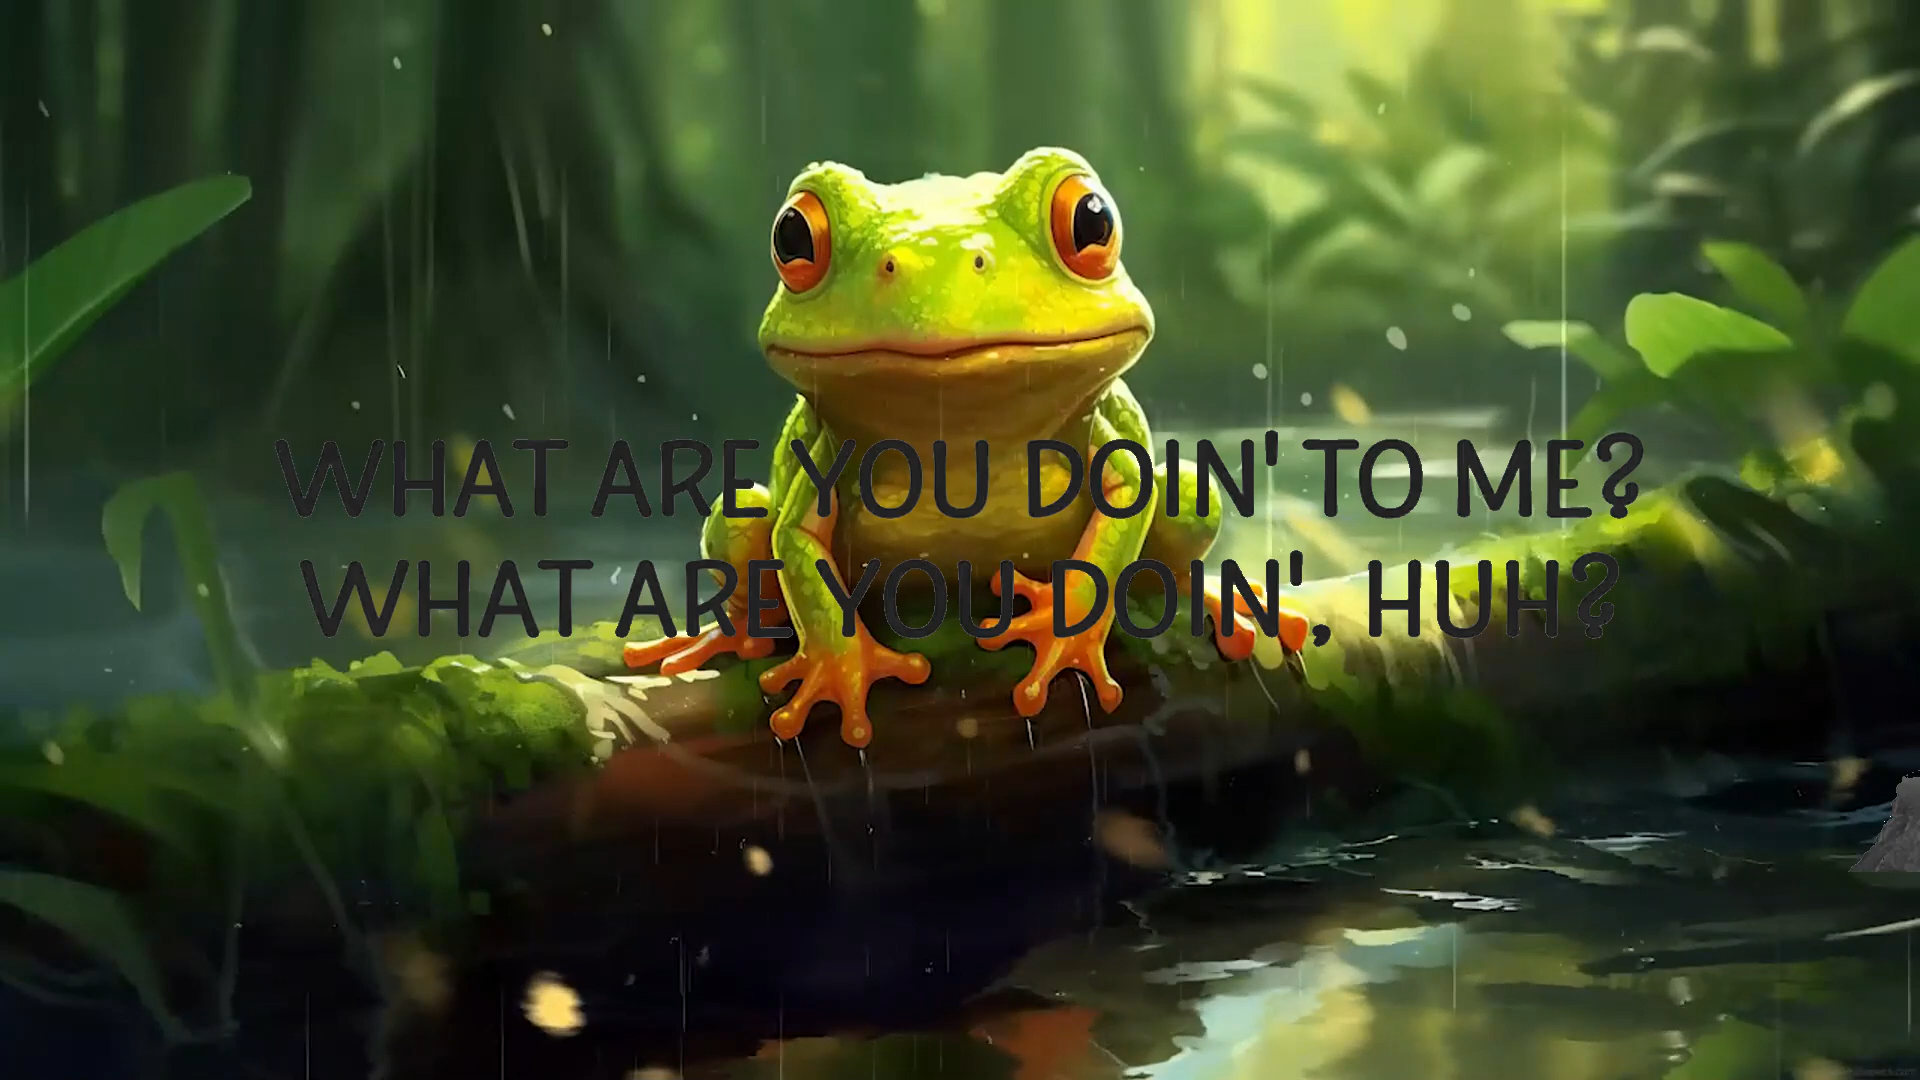 WHAT ARE YOU DOIN' TO ME?
WHAT ARE YOU DOIN', HUH?